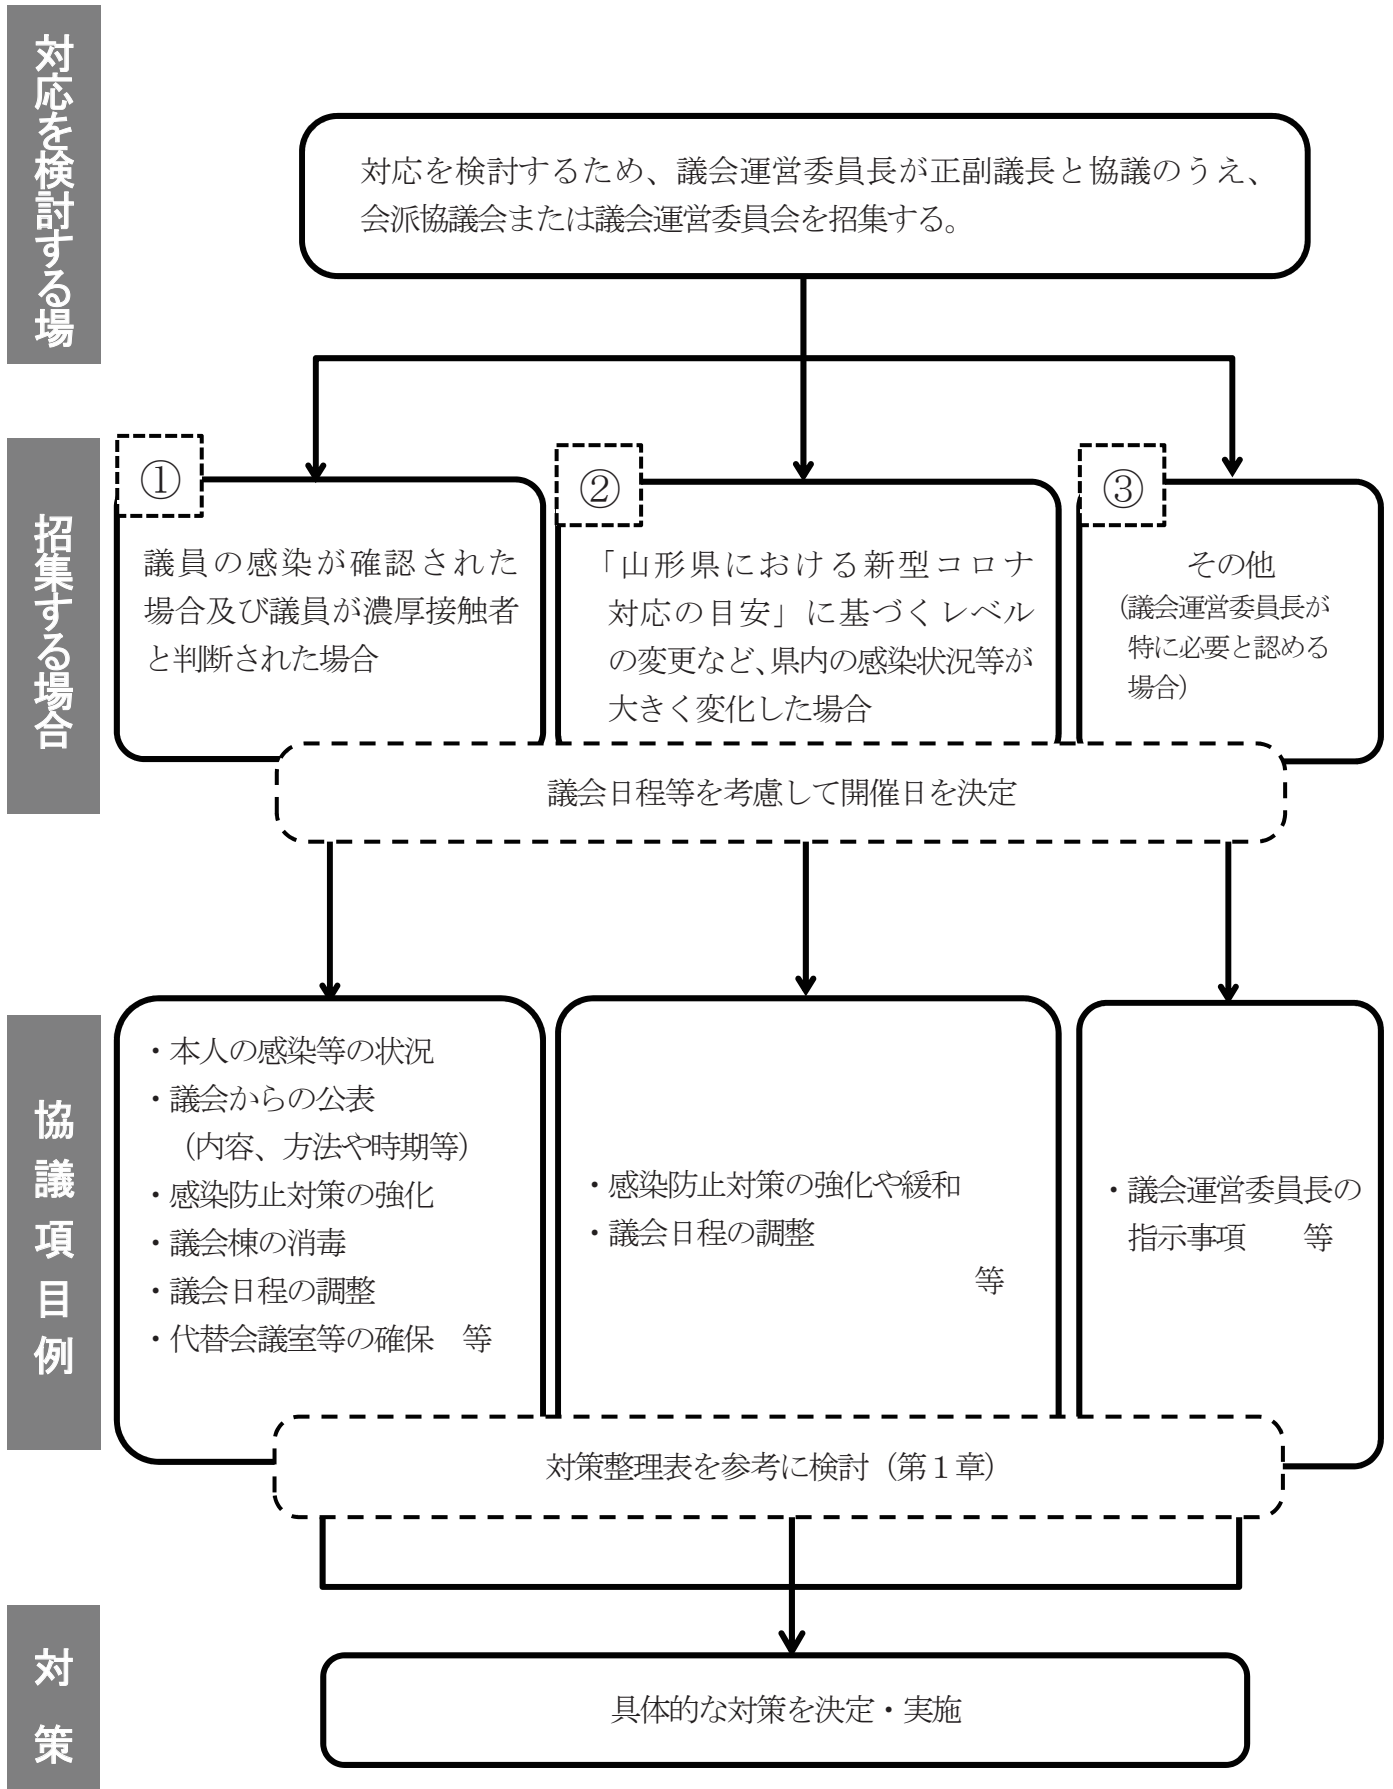 対応を検討する場
対応を検討するため、議会運営委員長が正副議長と協議のうえ、
会派協議会または議会運営委員会を招集する。
招集する場合
①
議員の感染が確認された
場合及び議員が濃厚接触者
と判断された場合
②
「山形県における新型コロナ
対応の目安」に基づくレベル
の変更など、県内の感染状況等が
大きく変化した場合
③
その他
（議会運営委員長が
特に必要と認める
場合）
議会日程等を考慮して開催日を決定
協議項目例
・本人の感染等の状況
・議会からの公表
（内容、方法や時期等）
・感染防止対策の強化
・議会棟の消毒
・議会日程の調整
・代替会議室等の確保　等
・感染防止対策の強化や緩和
・議会日程の調整
等
・議会運営委員長の
指示事項　　等
対策整理表を参考に検討（第１章）
対策
具体的な対策を決定・実施